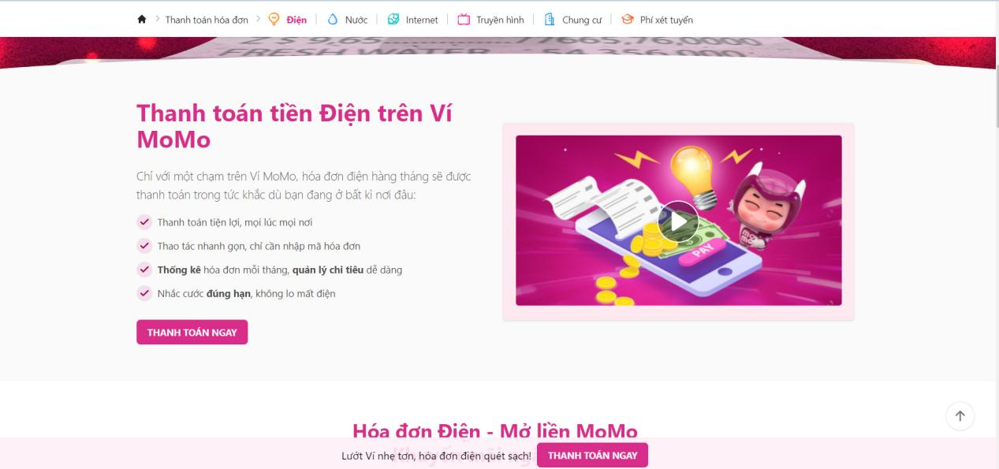 Thanh toán hóa đơn
Điện
Nước
Internet
Truyền hình
Chung cư
Phí xét tuyển
FRESH WATER
54,356,000
Thanh toán tiền Điện trên Ví
MoMo
Chỉ với một chạm trên Ví MoMo, hóa đơn điện hàng tháng sẽ được
thanh toán trong tức khắc dù bạn đang ở bất kì nơi đâu:
Thanh toán tiện lợi, mọi lúc mọi nơi
Thao tác nhanh gọn, chỉ cần nhập mã hóa đơn
Thống kê hóa đơn mỗi tháng, quản lý chi tiêu dễ dàng
Nhắc cước đúng hạn, không lo mất điện
THANH TOÁN NGAY
PAY
mo
mo
Hóa đơn Điện - Mở liền MoMo
Lướt Ví nhẹ tơn, hóa đơn điện quét sạch!
THANH TOÁN NGAY